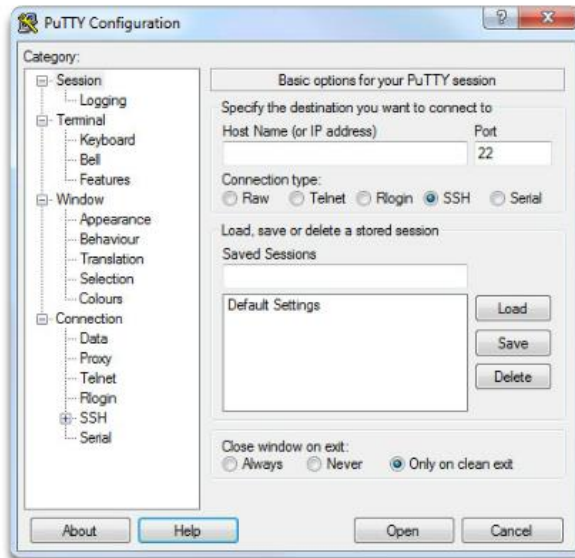 PuTTY Configuration
Category:
Session
Logging
Terminal
Keyboard
Bell
Features
Window
Appearance
Behaviour
Translation
Selection
Colours
Connection
Data
Proxy
Telnet
Rlogin
SSH
Serial
Basic options for your PuTTY session
Specify the destination you want to connect to
Host Name (or IP address) Port
22
Connection type:
Raw Telnet Rlogin SSH Serial
Load, save or delete a stored session
Saved Sessions
Default Settings
Load
Save
Delete
Close window on exit:
Always Never Only on clean exit
About Help Open Cancel